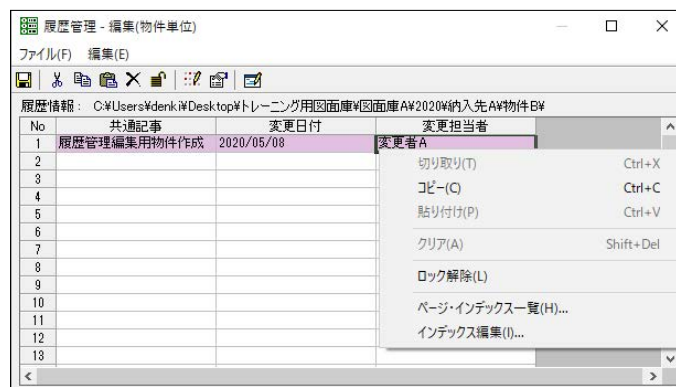 履歴管理 - 編集(物件単位)
ファイル(F) 編集(E)
履歴情報： C:¥Users¥denki¥Desktop¥トレーニング用図面庫¥図面庫A¥2020¥納入先A¥物件B¥
No 共通記事 変更日付 変更担当者
1 履歴管理編集用物件作成 2020/05/08 変更者A
2
3
4
5
6
7
8
9
10
11
12
13
切り取り(T) Ctrl+X
コピー(C) Ctrl+C
貼り付け(P) Ctrl+V
クリア(A) Shift+Del
ロック解除(L)
ページ・インデックス一覧(H)...
インデックス編集(I)...